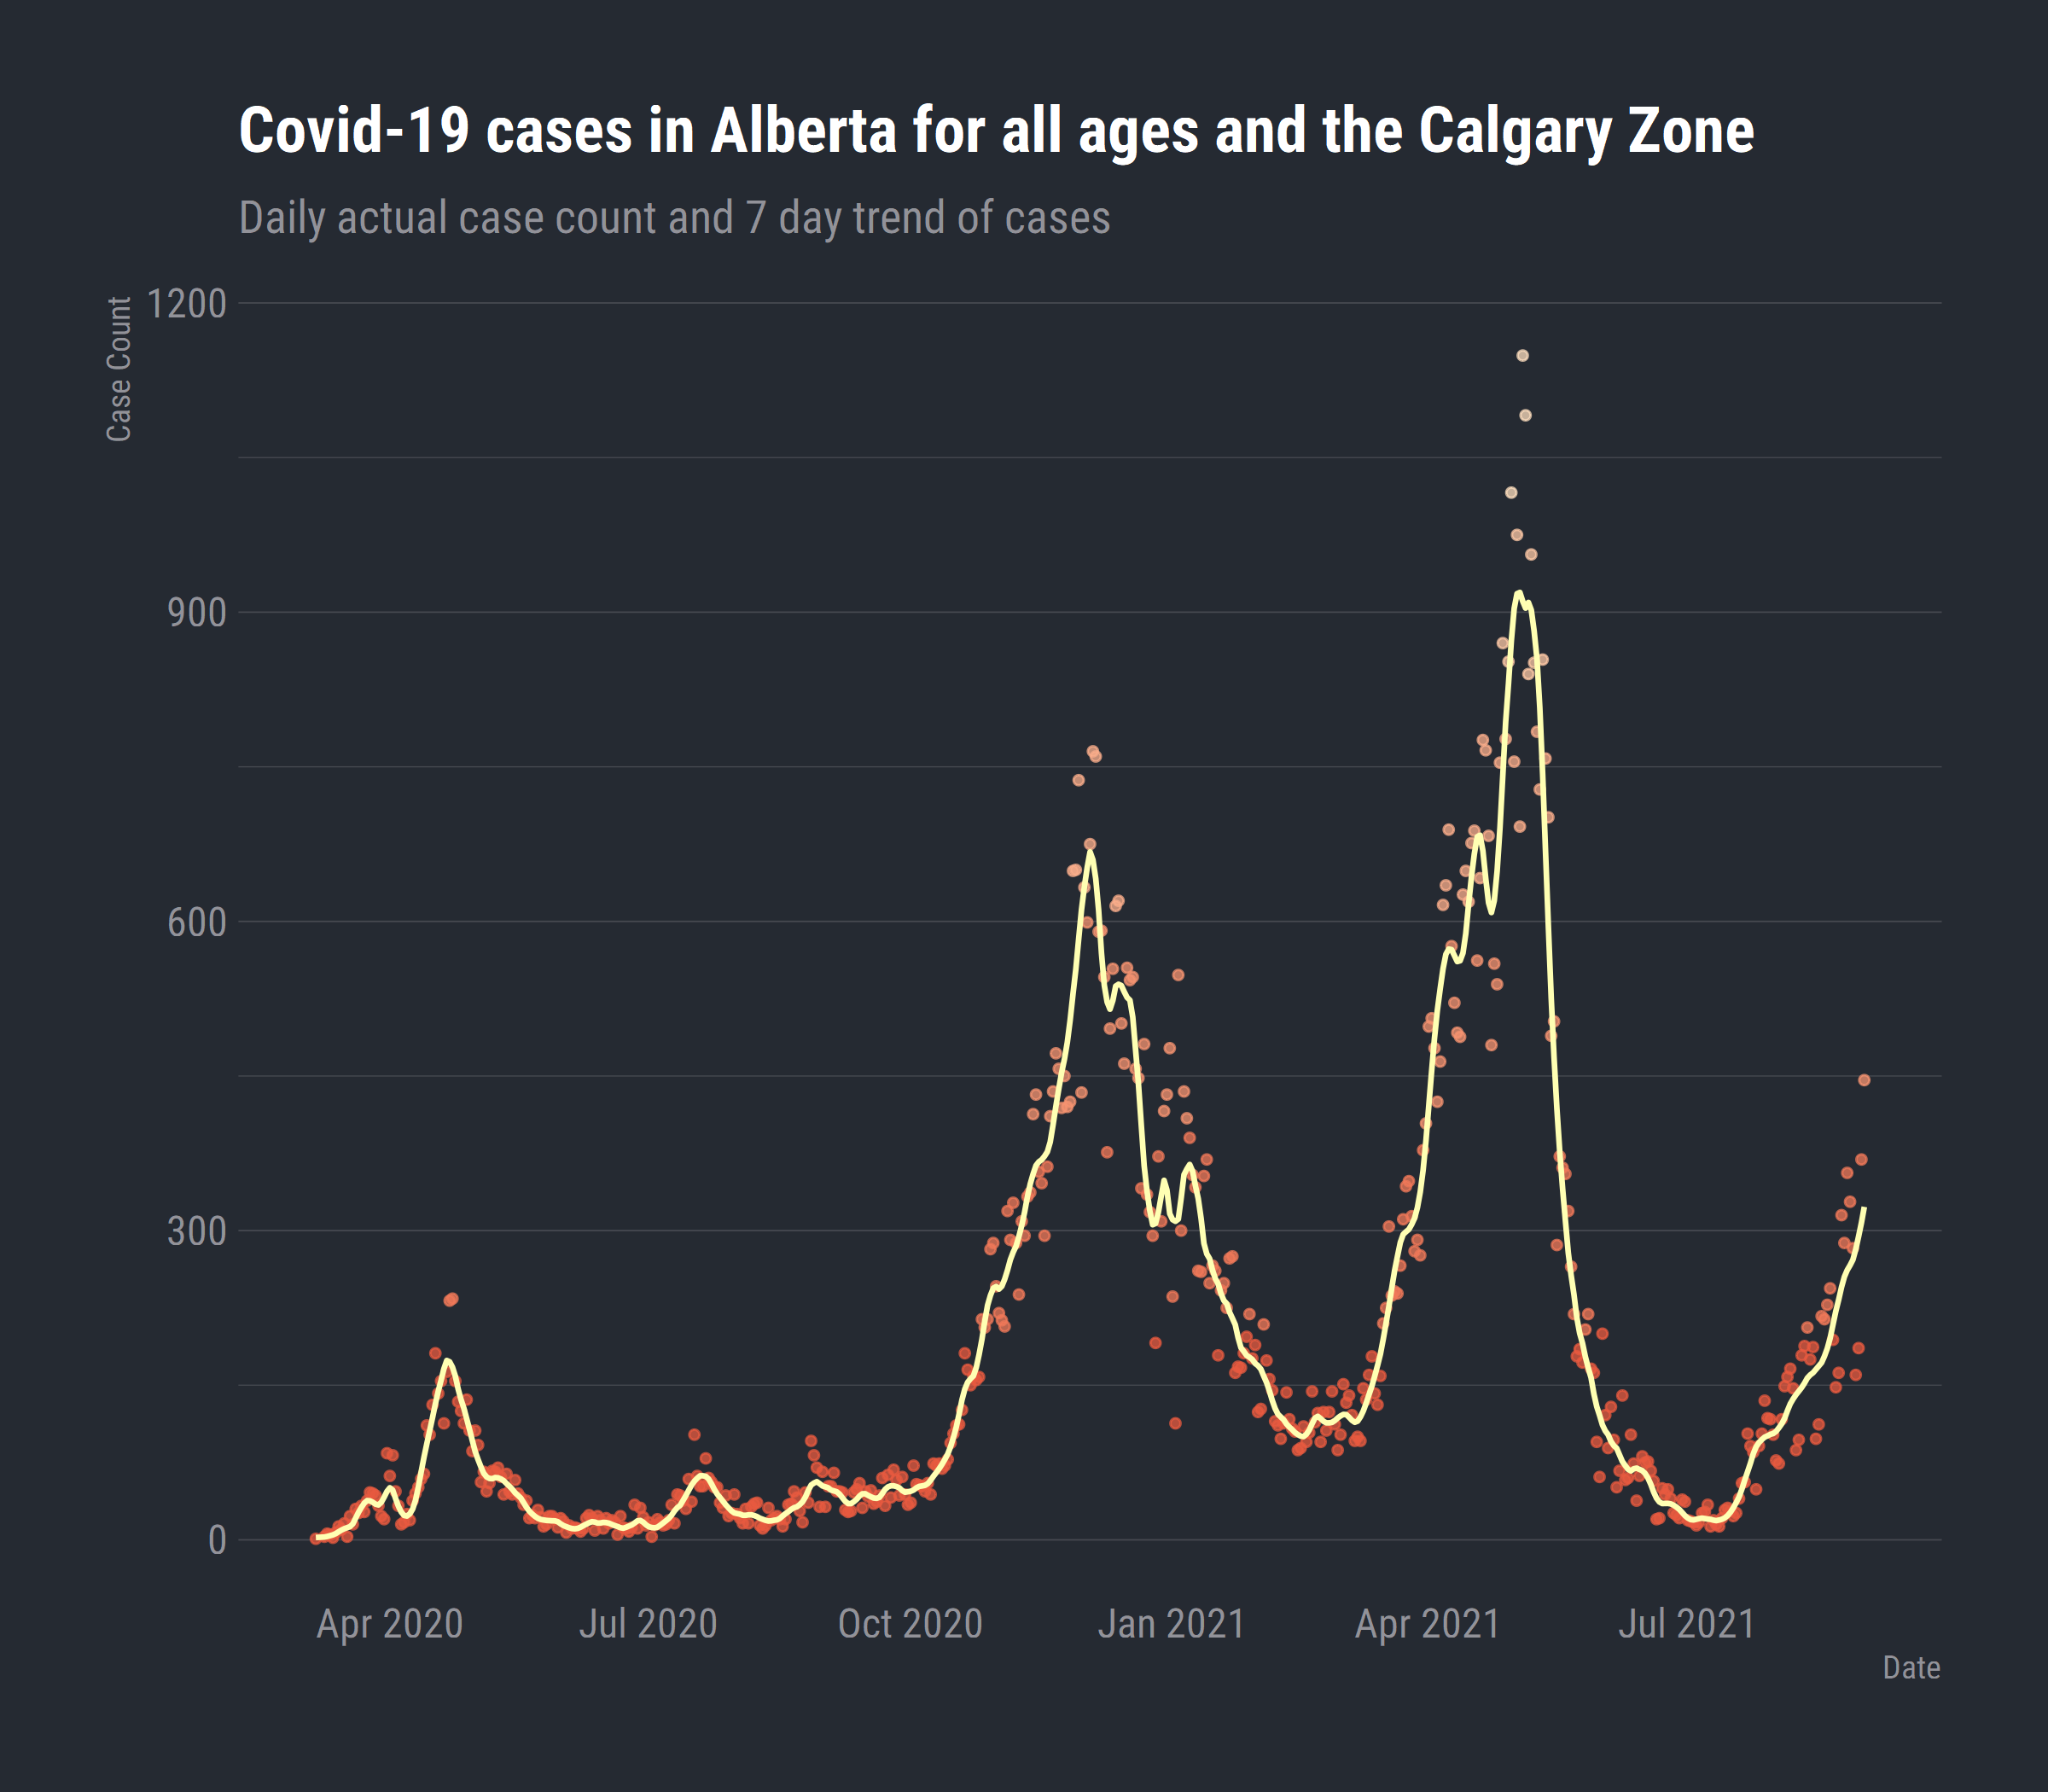 Covid-19 cases in Alberta for all ages and the Calgary Zone
Daily actual case count and 7 day trend of cases
Case Count
1200
900
600
300
0
Apr 2020
Jul 2020
Oct 2020
Jan 2021
Apr 2021
Jul 2021
Date